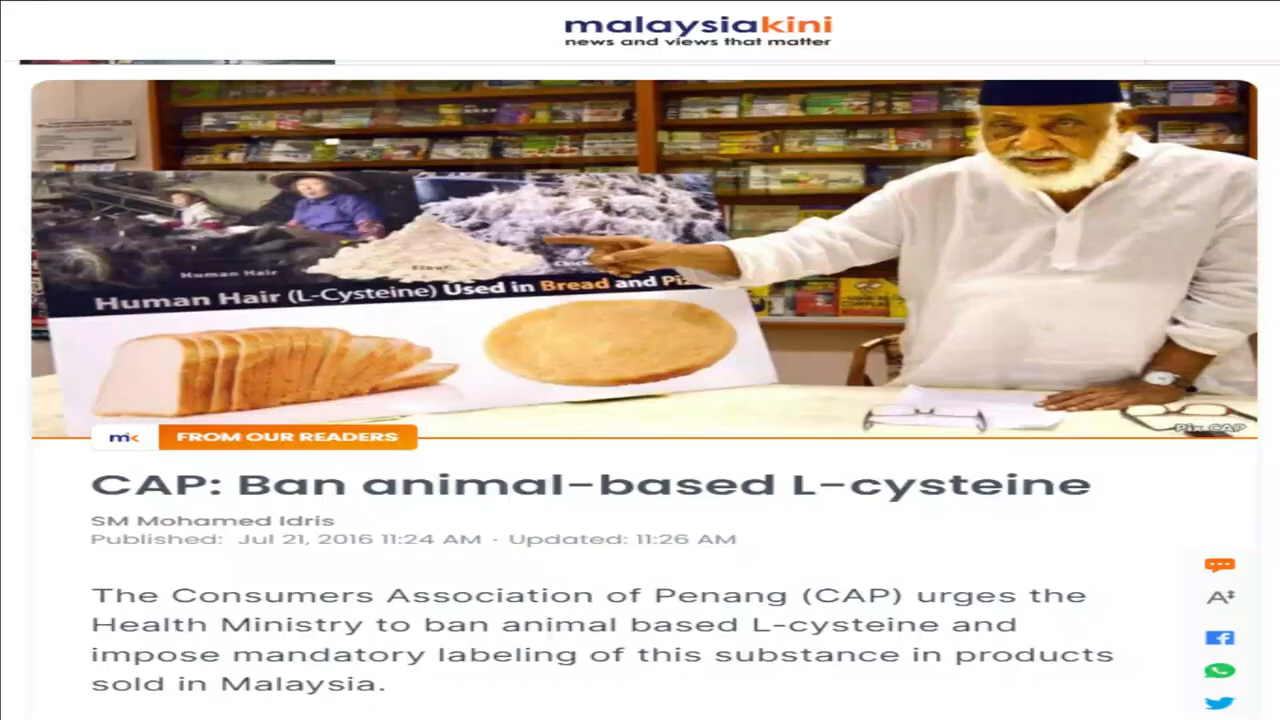 malaysiakini
news and views that matter
Human Hair
Flour
Human Hair (L-Cysteine) Used in Bread and
Pix CAP
mk FROM OUR READERS
CAP: Ban animal-based L-cysteine
SM Mohamed Idris
Published: Jul 21, 2016 11:24 AM - Updated: 11:26 AM
The Consumers Association of Penang (CAP) urges the
Health Ministry to ban animal based L-cysteine and
impose mandatory labeling of this substance in products
sold in Malaysia.